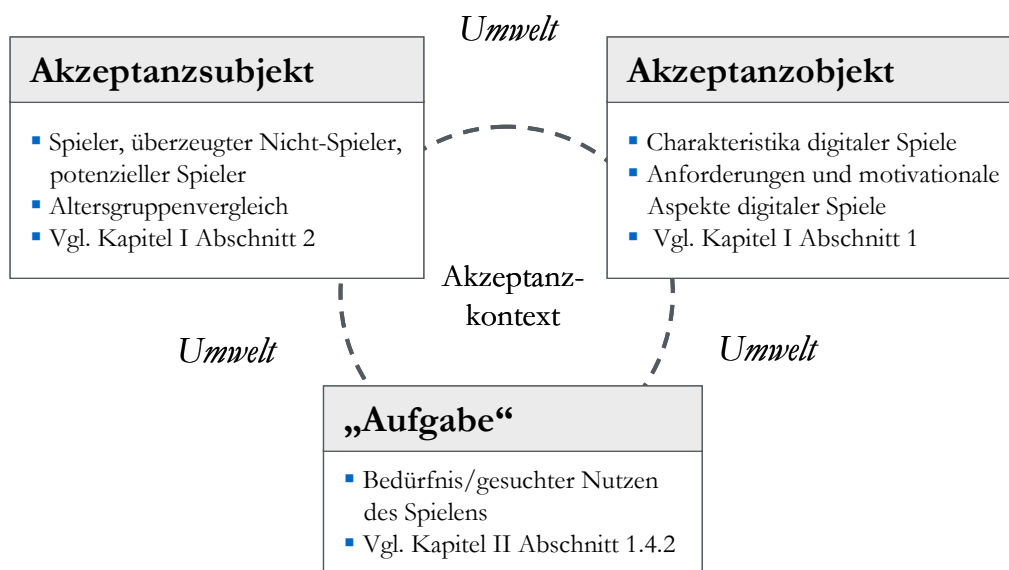 Umwelt
Akzeptanzsubjekt
▪ Spieler, überzeugter Nicht-Spieler,
potenzieller Spieler
▪ Altersgruppenvergleich
▪ Vgl. Kapitel I Abschnitt 2
Akzeptanzobjekt
▪ Charakteristika digitaler Spiele
▪ Anforderungen und motivationale
Aspekte digitaler Spiele
▪ Vgl. Kapitel I Abschnitt 1
Akzeptanz-
kontext
Umwelt
Umwelt
„Aufgabe“
▪ Bedürfnis/gesuchter Nutzen
des Spielens
▪ Vgl. Kapitel II Abschnitt 1.4.2